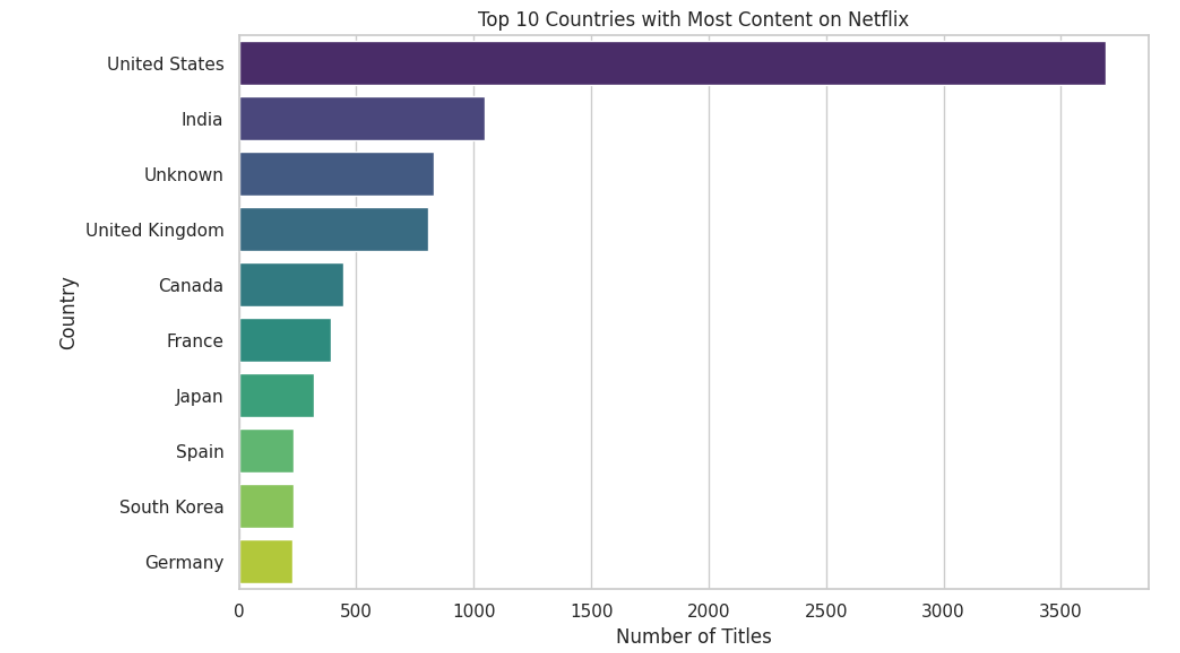 Top 10 Countries with Most Content on Netflix
Country
United States
India
Unknown
United Kingdom
Canada
France
Japan
Spain
South Korea
Germany
0 500 1000 1500 2000 2500 3000 3500
Number of Titles